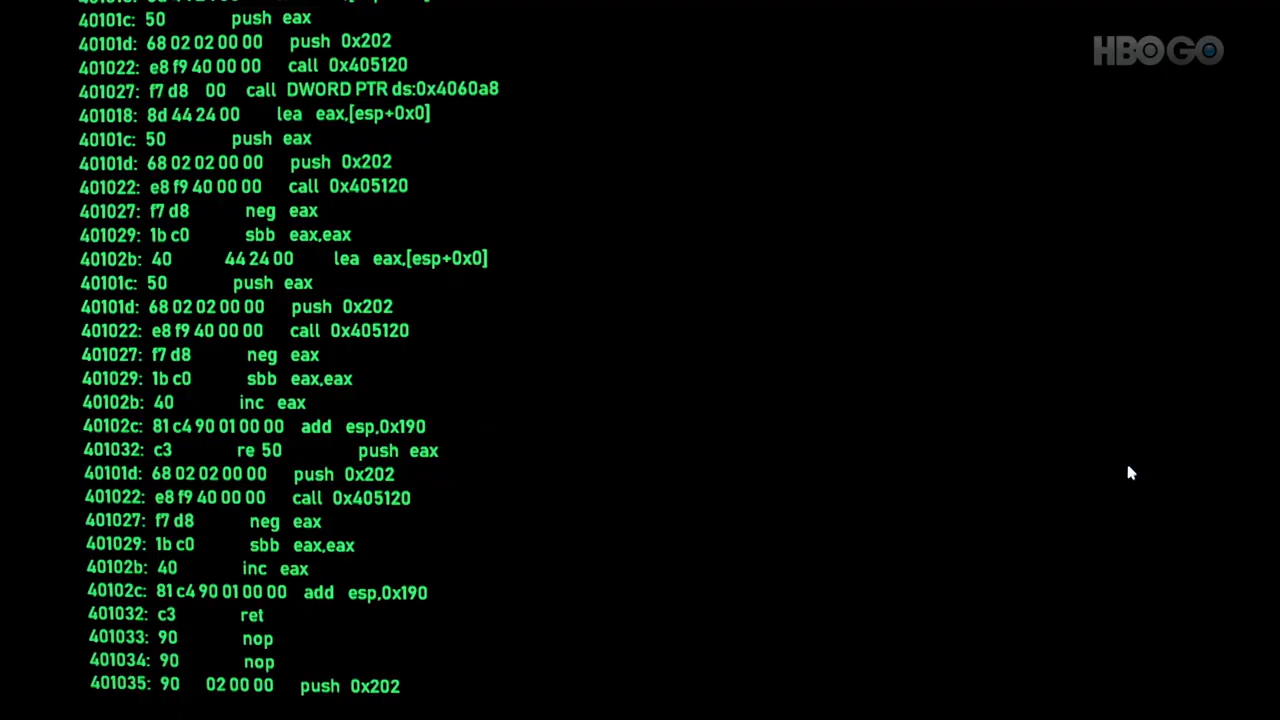 40101c: 50 push eax
HBO GO
40101d: 68 02 02 00 00 push 0x202
401022: e8 f9 40 00 00 call 0x405120
401027: f7 d8 00 call DWORD PTR ds:0x4060a8
401018: 8d 44 24 00 lea eax,[esp+0x0]
40101c: 50 push eax
40101d: 68 02 02 00 00 push 0x202
401022: e8 f9 40 00 00 call 0x405120
401027: f7 d8 neg eax
401029: 1b c0 sbb eax,eax
40102b: 40 44 24 00 lea eax,[esp+0x0]
40101c: 50 push eax
40101d: 68 02 02 00 00 push 0x202
401022: e8 f9 40 00 00 call 0x405120
401027: f7 d8 neg eax
401029: 1b c0 sbb eax,eax
40102b: 40 inc eax
40102c: 81 c4 90 01 00 00 add esp,0x190
401032: c3 re 50 push eax
40101d: 68 02 02 00 00 push 0x202
401022: e8 f9 40 00 00 call 0x405120
401027: f7 d8 neg eax
401029: 1b c0 sbb eax,eax
40102b: 40 inc eax
40102c: 81 c4 90 01 00 00 add esp,0x190
401032: c3 ret
401033: 90 nop
401034: 90 nop
401035: 90 02 00 00 push 0x202